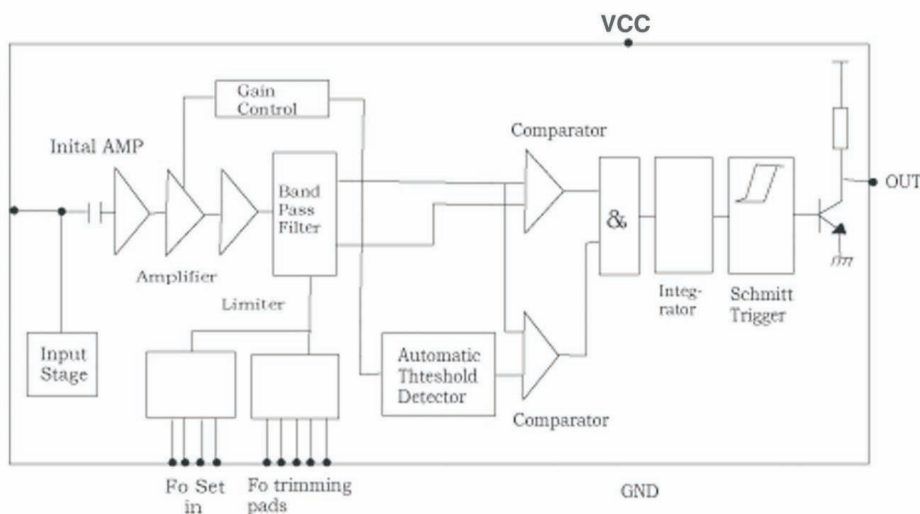 VCC
Gain
Control
Inital AMP
Comparator
Band
Pass
Filter
OUT
&
Amplifier
Limiter
Integ-
rator
Schmitt
Trigger
Input
Stage
Automatic
Thteshold
Detector
Comparator
Fo Set
in
Fo trimming
pads
GND